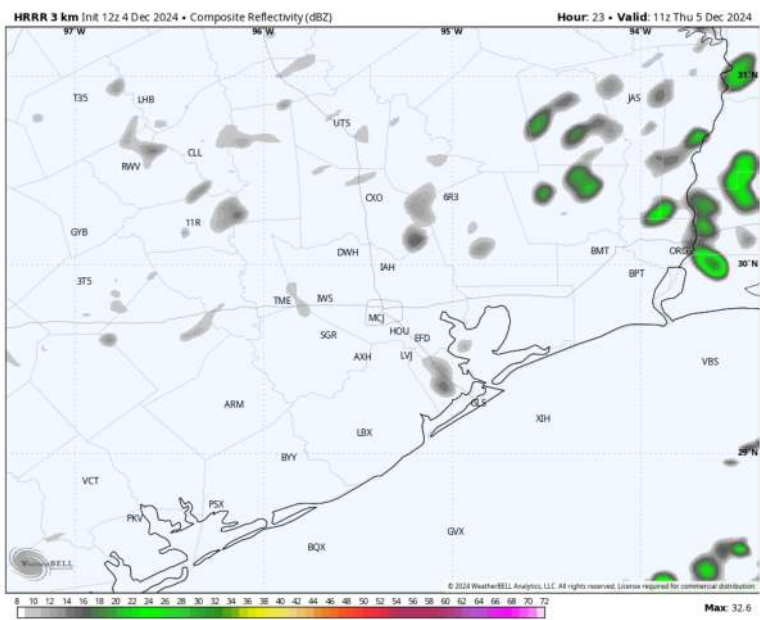 HRRR 3 km Init 12z 4 Dec 2024 • Composite Reflectivity (dBZ) Hour: 23 • Valid: 11z Thu 5 Dec 2024
97°W 96°W 95°W 94°W
31°N
T35 LHB JAS
UTS
RWV CLL
CXO 6R3
11R
GYB
DWH BMT ORG
IAH 30°N
3T5 BPT
TME IWS
MCJ
SGR HOU EFD
AXH LVJ VBS
ARM GLS
XIH
LBX
BYY 29°N
VCT
PSX
PKV
GVX
BQX
WEATHERBELL
© 2024 WeatherBELL Analytics, LLC. All rights reserved. License required for commercial distribution.
8 10 12 14 16 18 20 22 24 26 28 30 32 34 36 38 40 42 44 46 48 50 52 54 56 58 60 62 64 66 68 70 72 Max: 32.6